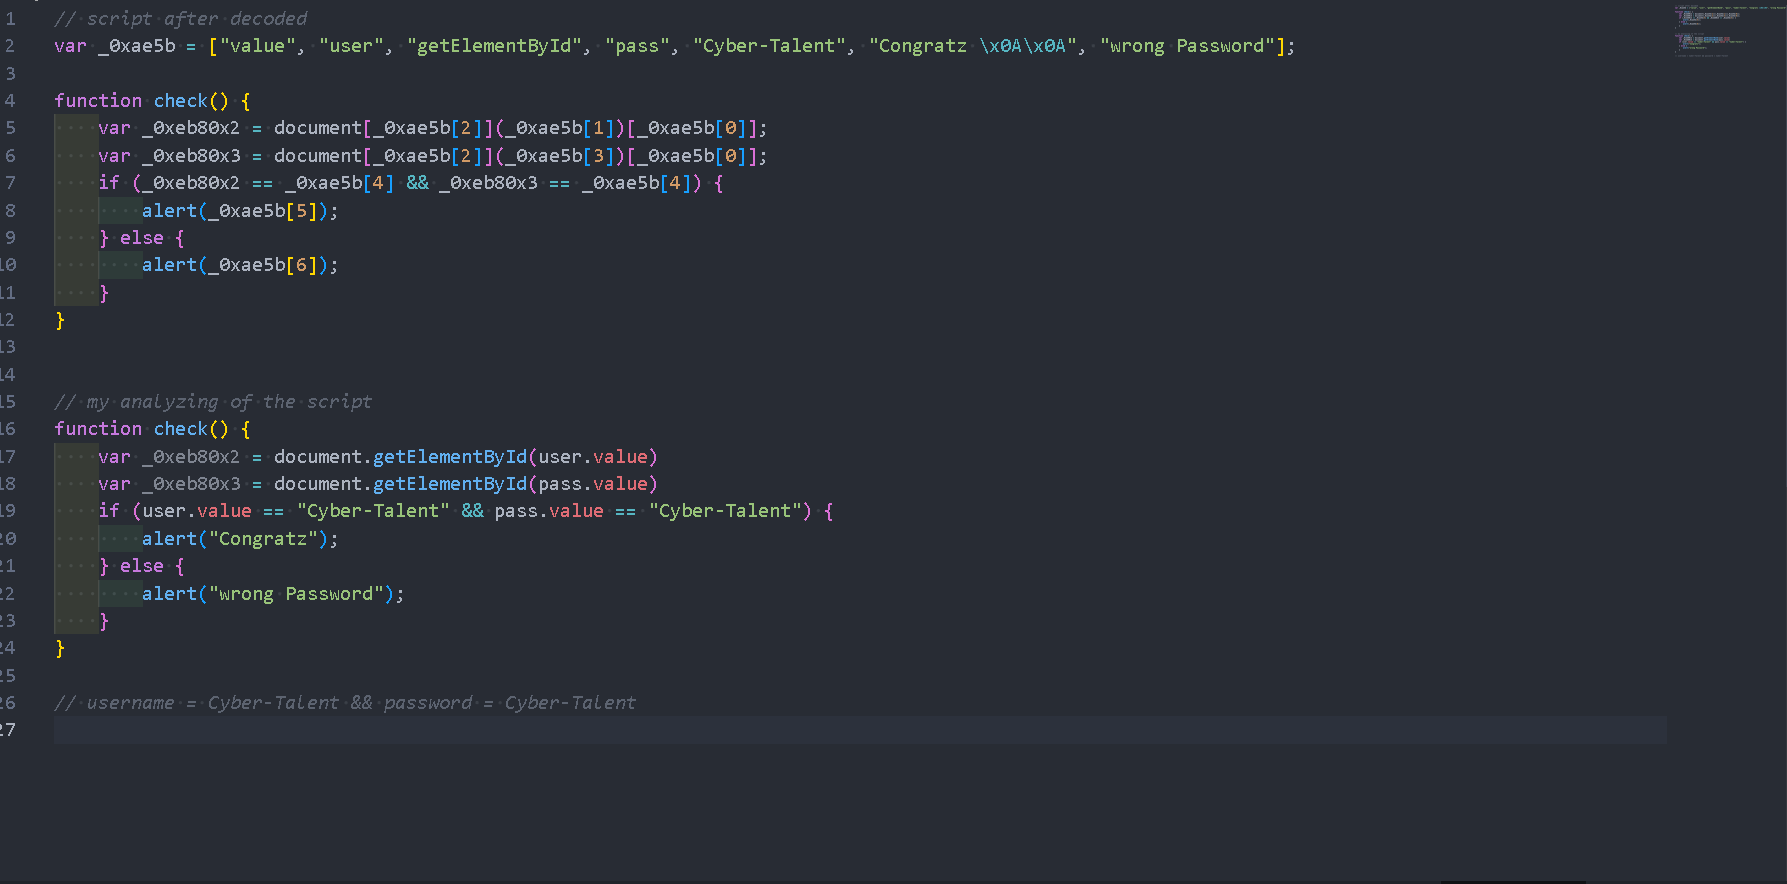 1 // script after decoded
2 var _0xae5b = ["value", "user", "getElementById", "pass", "Cyber-Talent", "Congratz \x0A\x0A", "wrong Password"];
3
4 function check() {
5 var _0xeb80x2 = document[_0xae5b[2]](_0xae5b[1])[_0xae5b[0]];
6 var _0xeb80x3 = document[_0xae5b[2]](_0xae5b[3])[_0xae5b[0]];
7 if (_0xeb80x2 == _0xae5b[4] && _0xeb80x3 == _0xae5b[4]) {
8 alert(_0xae5b[5]);
9 } else {
10 alert(_0xae5b[6]);
11 }
12 }
13
14
15 // my analyzing of the script
16 function check() {
17 var _0xeb80x2 = document.getElementById(user.value)
18 var _0xeb80x3 = document.getElementById(pass.value)
19 if (user.value == "Cyber-Talent" && pass.value == "Cyber-Talent") {
20 alert("Congratz");
21 } else {
22 alert("wrong Password");
23 }
24 }
25
26 // username = Cyber-Talent && password = Cyber-Talent
27